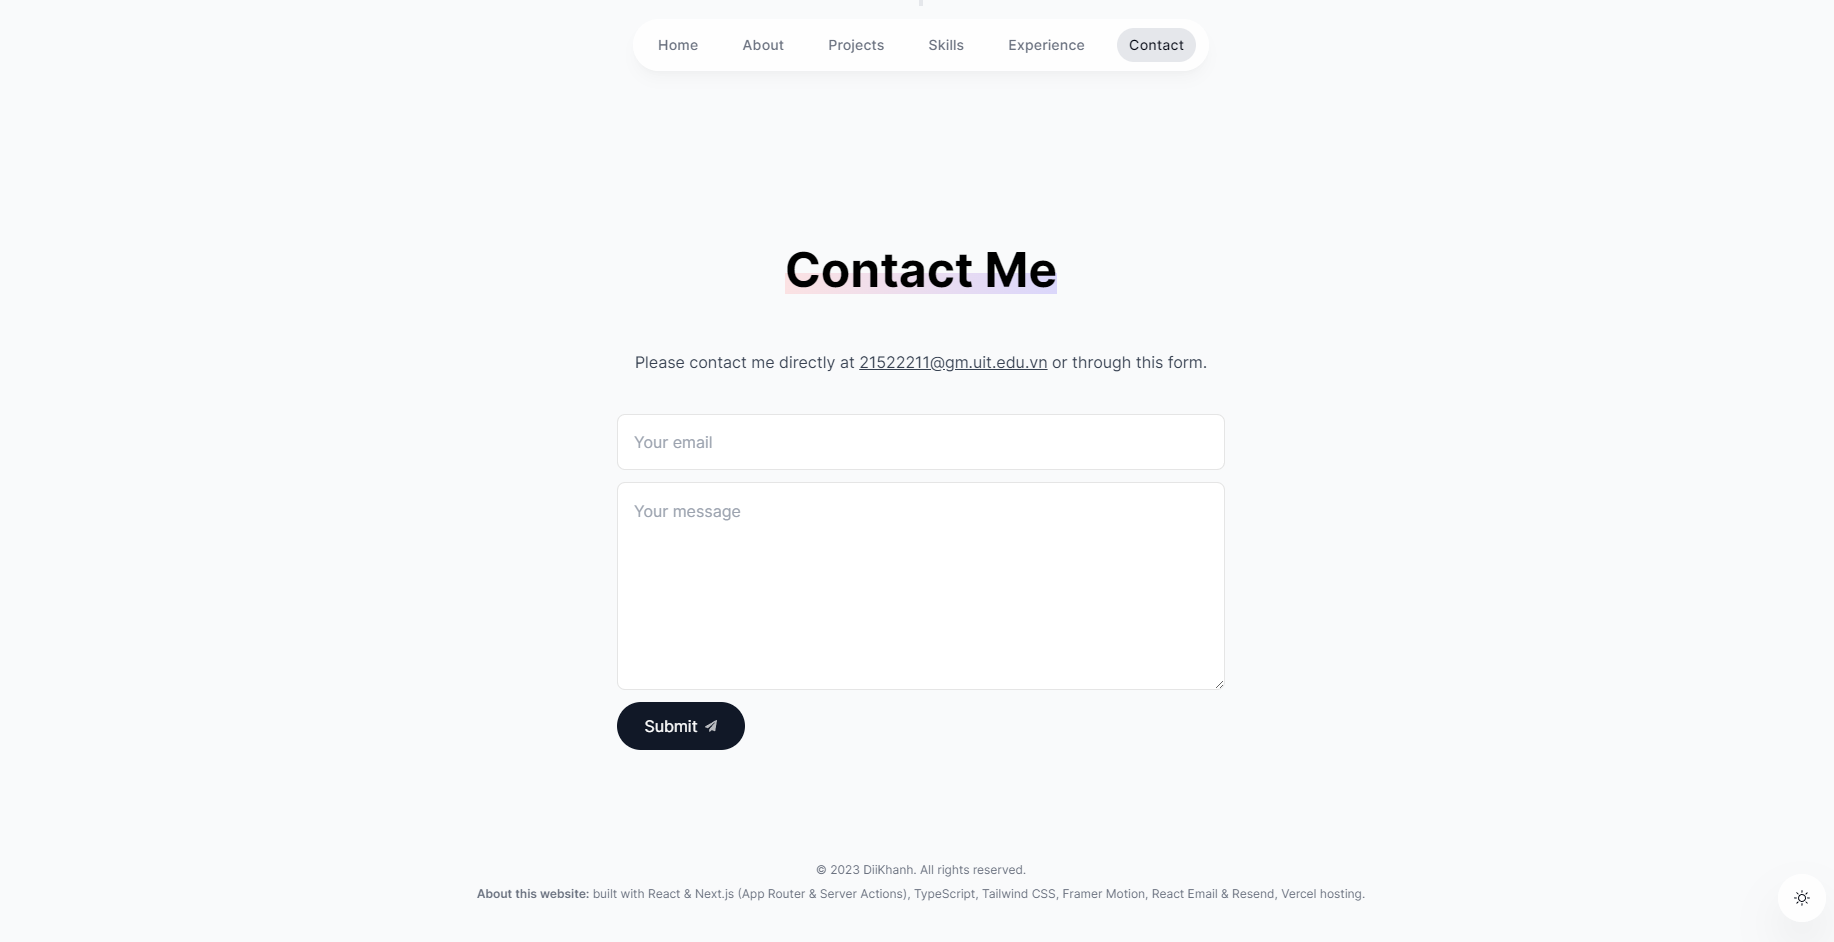 Home About Projects Skills Experience Contact
Contact Me
Please contact me directly at 21522211@gm.uit.edu.vn or through this form.
Your email
Your message
Submit
© 2023 DiiKhanh. All rights reserved.
About this website: built with React & Next.js (App Router & Server Actions), TypeScript, Tailwind CSS, Framer Motion, React Email & Resend, Vercel hosting.